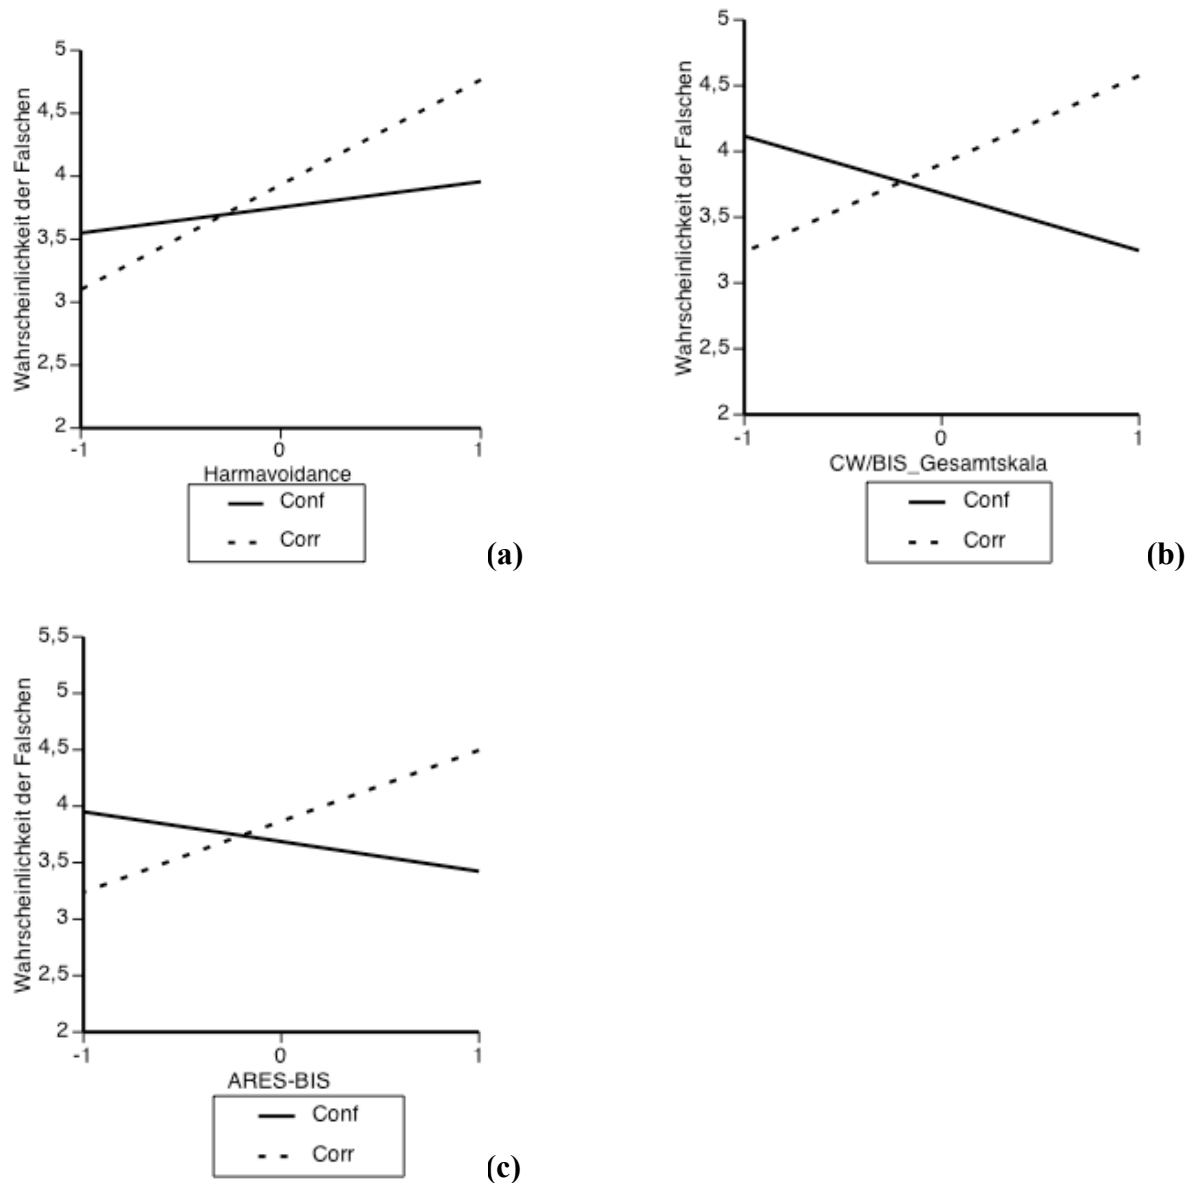 Wahrscheinlichkeit der Falschen
5
4,5
4
3,5
3
2,5
2
-1
0
1
Harmavoidance
Conf
Corr
(a)
Wahrscheinlichkeit der Falschen
5
4,5
4
3,5
3
2,5
2
-1
0
1
CW/BIS_Gesamtskala
Conf
Corr
(b)
Wahrscheinlichkeit der Falschen
5,5
5
4,5
4
3,5
3
2,5
2
-1
0
1
ARES-BIS
Conf
Corr
(c)